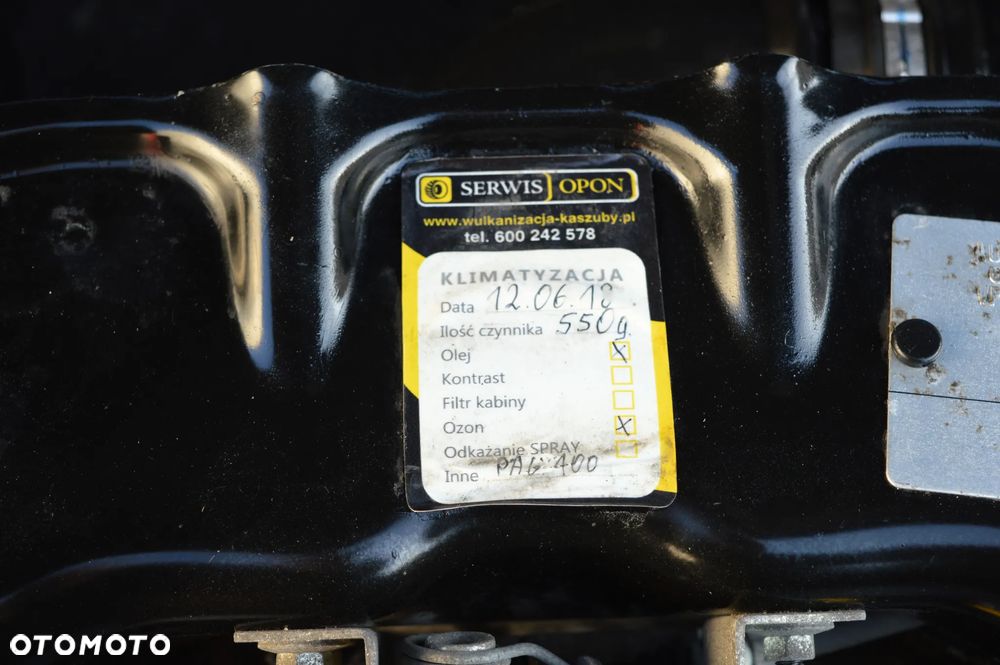 SERWIS OPON
www.wulkanizacja-kaszuby.pl
tel. 600 242 578
KLIMATYZACJA
Data 12.06.18
Ilość czynnika 550g.
Olej X
Kontrast
Filtr kabiny
Ozon X
Odkażanie SPRAY
Inne PAG 100
OTOMOTO